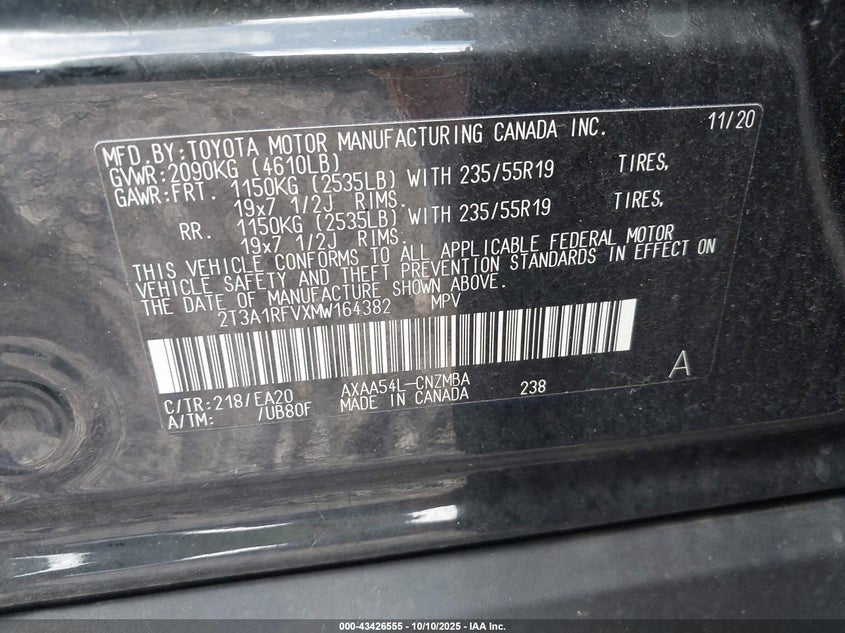 MFD.BY:TOYOTA MOTOR MANUFACTURING CANADA INC. 11/20
GVWR:2090KG (4610LB)
GAWR:FRT. 1150KG (2535LB) WITH 235/55R19 TIRES,
19x7 1/2J RIMS.
RR. 1150KG (2535LB) WITH 235/55R19 TIRES,
19x7 1/2J RIMS.
THIS VEHICLE CONFORMS TO ALL APPLICABLE FEDERAL MOTOR
VEHICLE SAFETY AND THEFT PREVENTION STANDARDS IN EFFECT ON
THE DATE OF MANUFACTURE SHOWN ABOVE.
2T3A1RFVXMW164382 MPV
A
C/TR:218/EA20 AXAA54L-CNZMBA 238
A/TM: /UB80F MADE IN CANADA
000-43426555 - 10/10/2025 - IAA Inc.